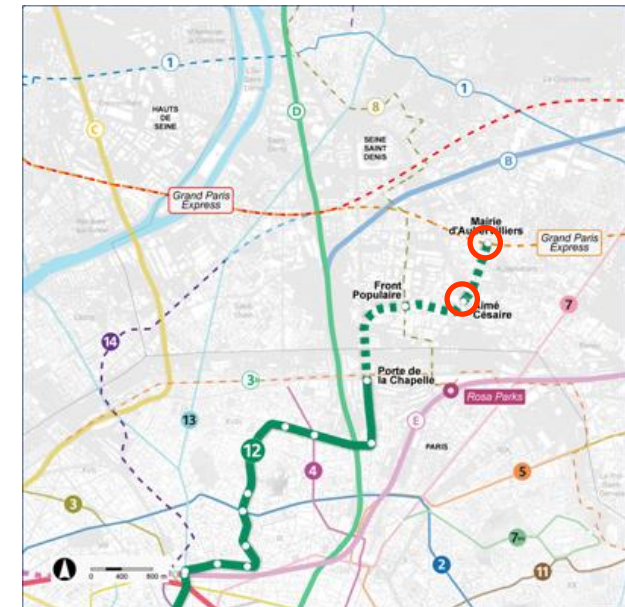 1
1
HAUTS
DE
SEINE
D
8
C
SEINE
SAINT
DENIS
B
Grand Paris
Express
Mairie
d'Aubervilliers
Grand Paris
Express
Front
Populaire
Aimé
Césaire
7
14
Porte de
la Chapelle
3
Rosa Parks
13
E
PARIS
12
4
5
3
7
2
11
0 400 800 m